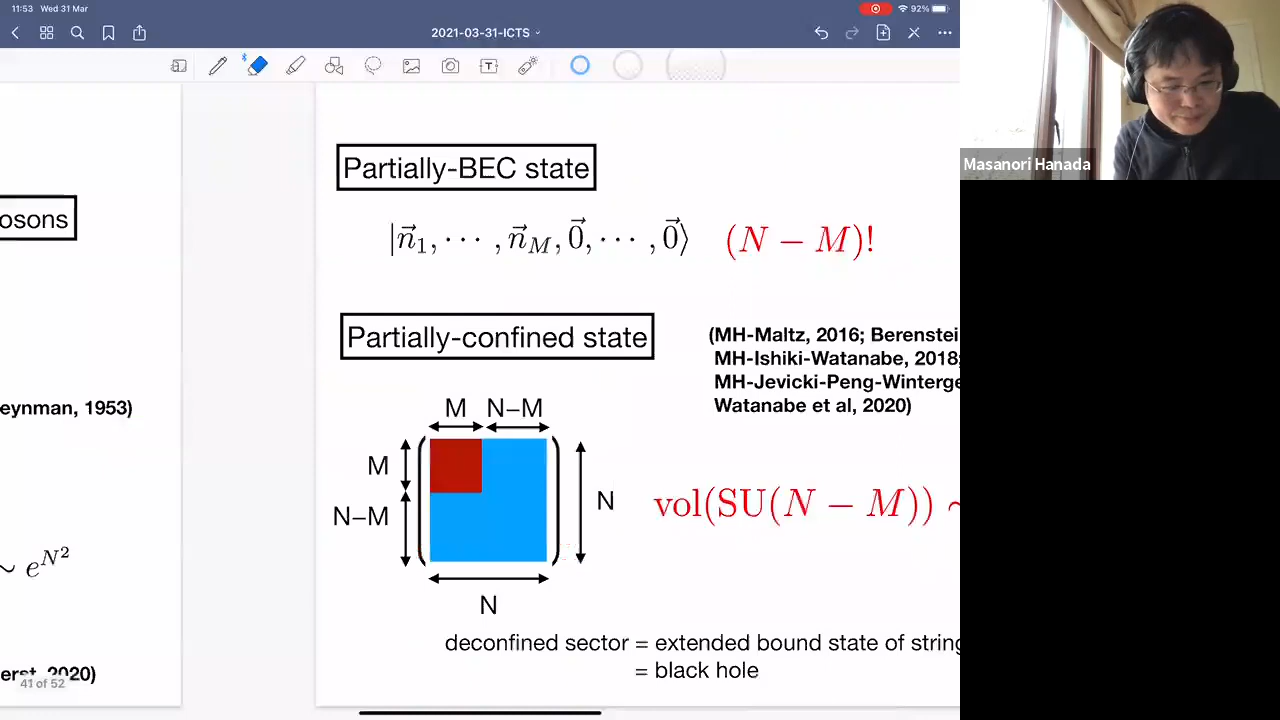 11:53 Wed 31 Mar
92%
2021-03-31-ICTS
Masanori Hanada
Partially-BEC state
|n⃗₁, ⋯ , n⃗_M, 0⃗, ⋯ , 0⃗⟩ (N − M)!
osons
Partially-confined state
(MH-Maltz, 2016; Berenstei
MH-Ishiki-Watanabe, 2018;
MH-Jevicki-Peng-Winterge
Watanabe et al, 2020)
eynman, 1953)
M N–M
M
N–M
N
N
vol(SU(N − M)) ~
~ e^{N²}
deconfined sector = extended bound state of string
= black hole
erst, 2020)
41 of 52